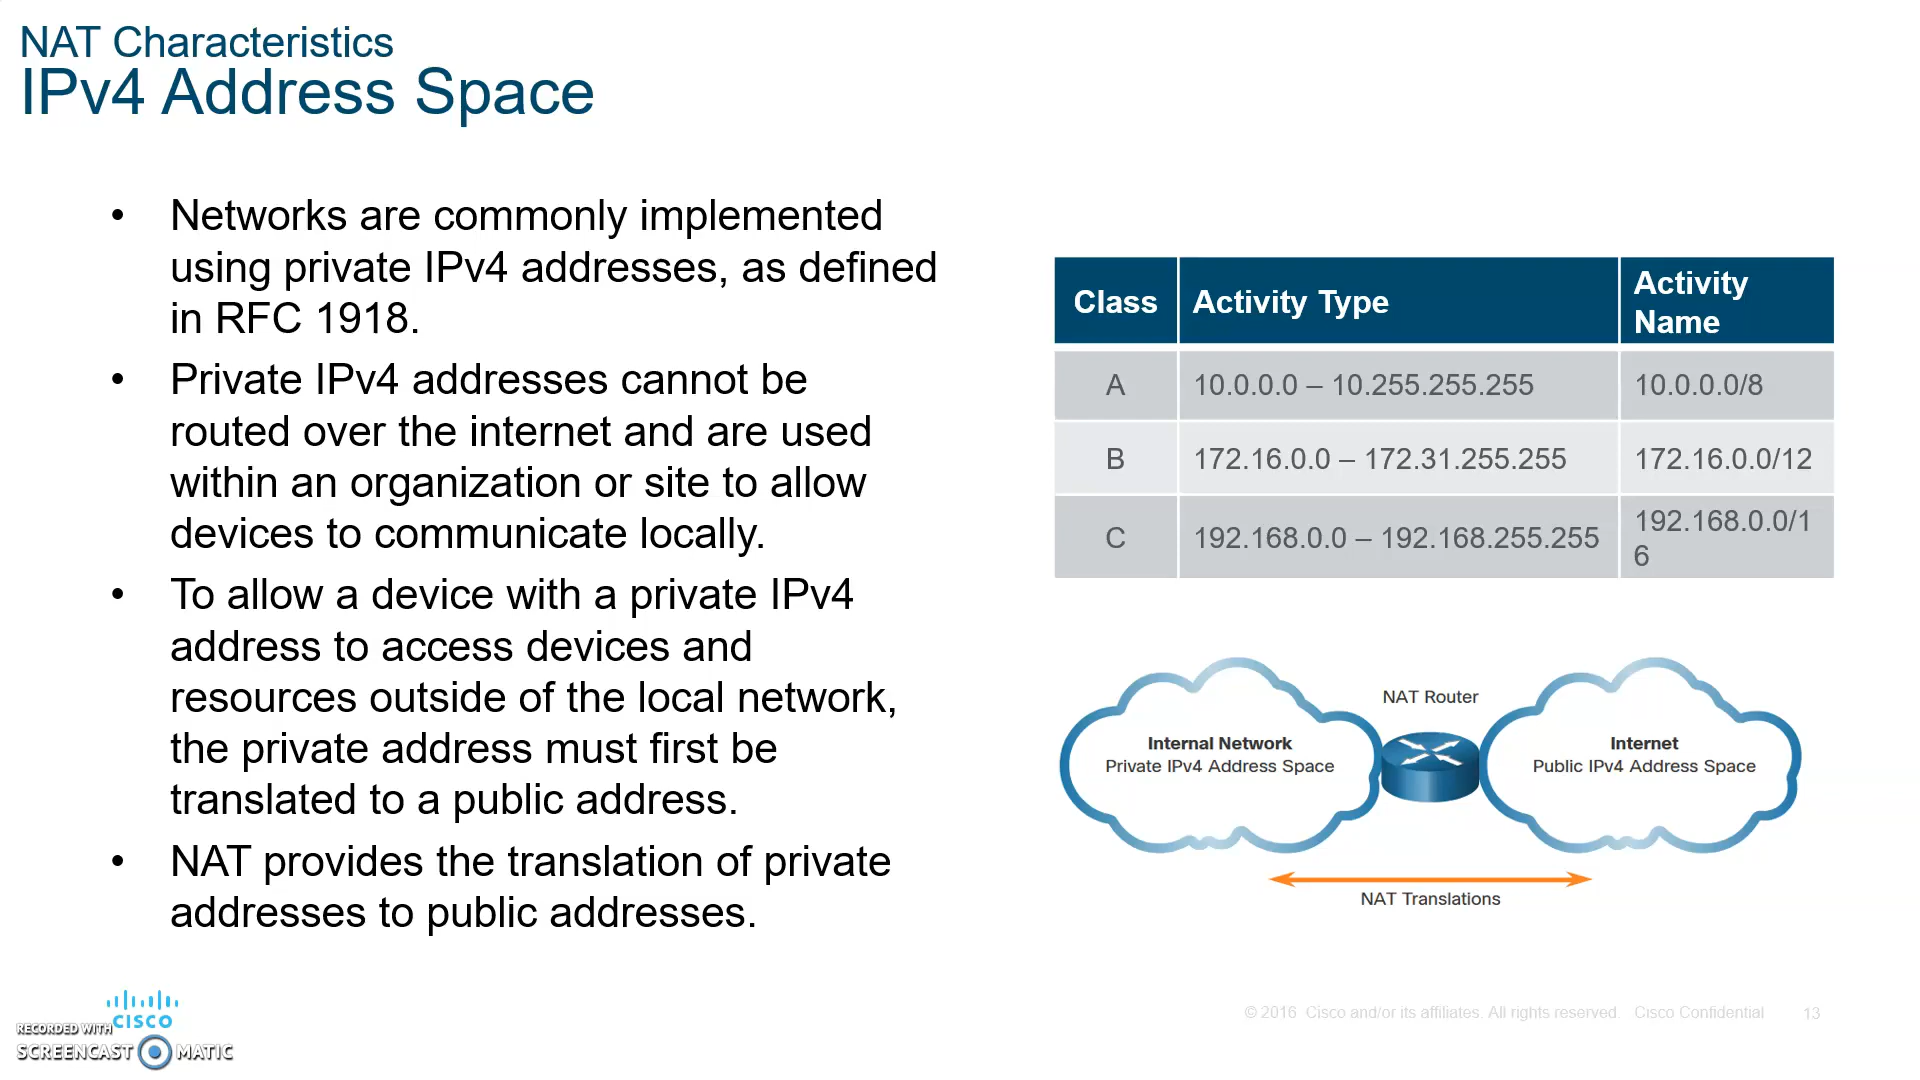 NAT Characteristics
IPv4 Address Space
• Networks are commonly implemented
using private IPv4 addresses, as defined
in RFC 1918.
• Private IPv4 addresses cannot be
routed over the internet and are used
within an organization or site to allow
devices to communicate locally.
• To allow a device with a private IPv4
address to access devices and
resources outside of the local network,
the private address must first be
translated to a public address.
• NAT provides the translation of private
addresses to public addresses.
Class Activity Type Activity
Name
A 10.0.0.0 – 10.255.255.255 10.0.0.0/8
B 172.16.0.0 – 172.31.255.255 172.16.0.0/12
C 192.168.0.0 – 192.168.255.255 192.168.0.0/1
6
NAT Router
Internal Network
Private IPv4 Address Space
Internet
Public IPv4 Address Space
NAT Translations
CISCO
RECORDED WITH
SCREENCAST MATIC
© 2016 Cisco and/or its affiliates. All rights reserved. Cisco Confidential 13